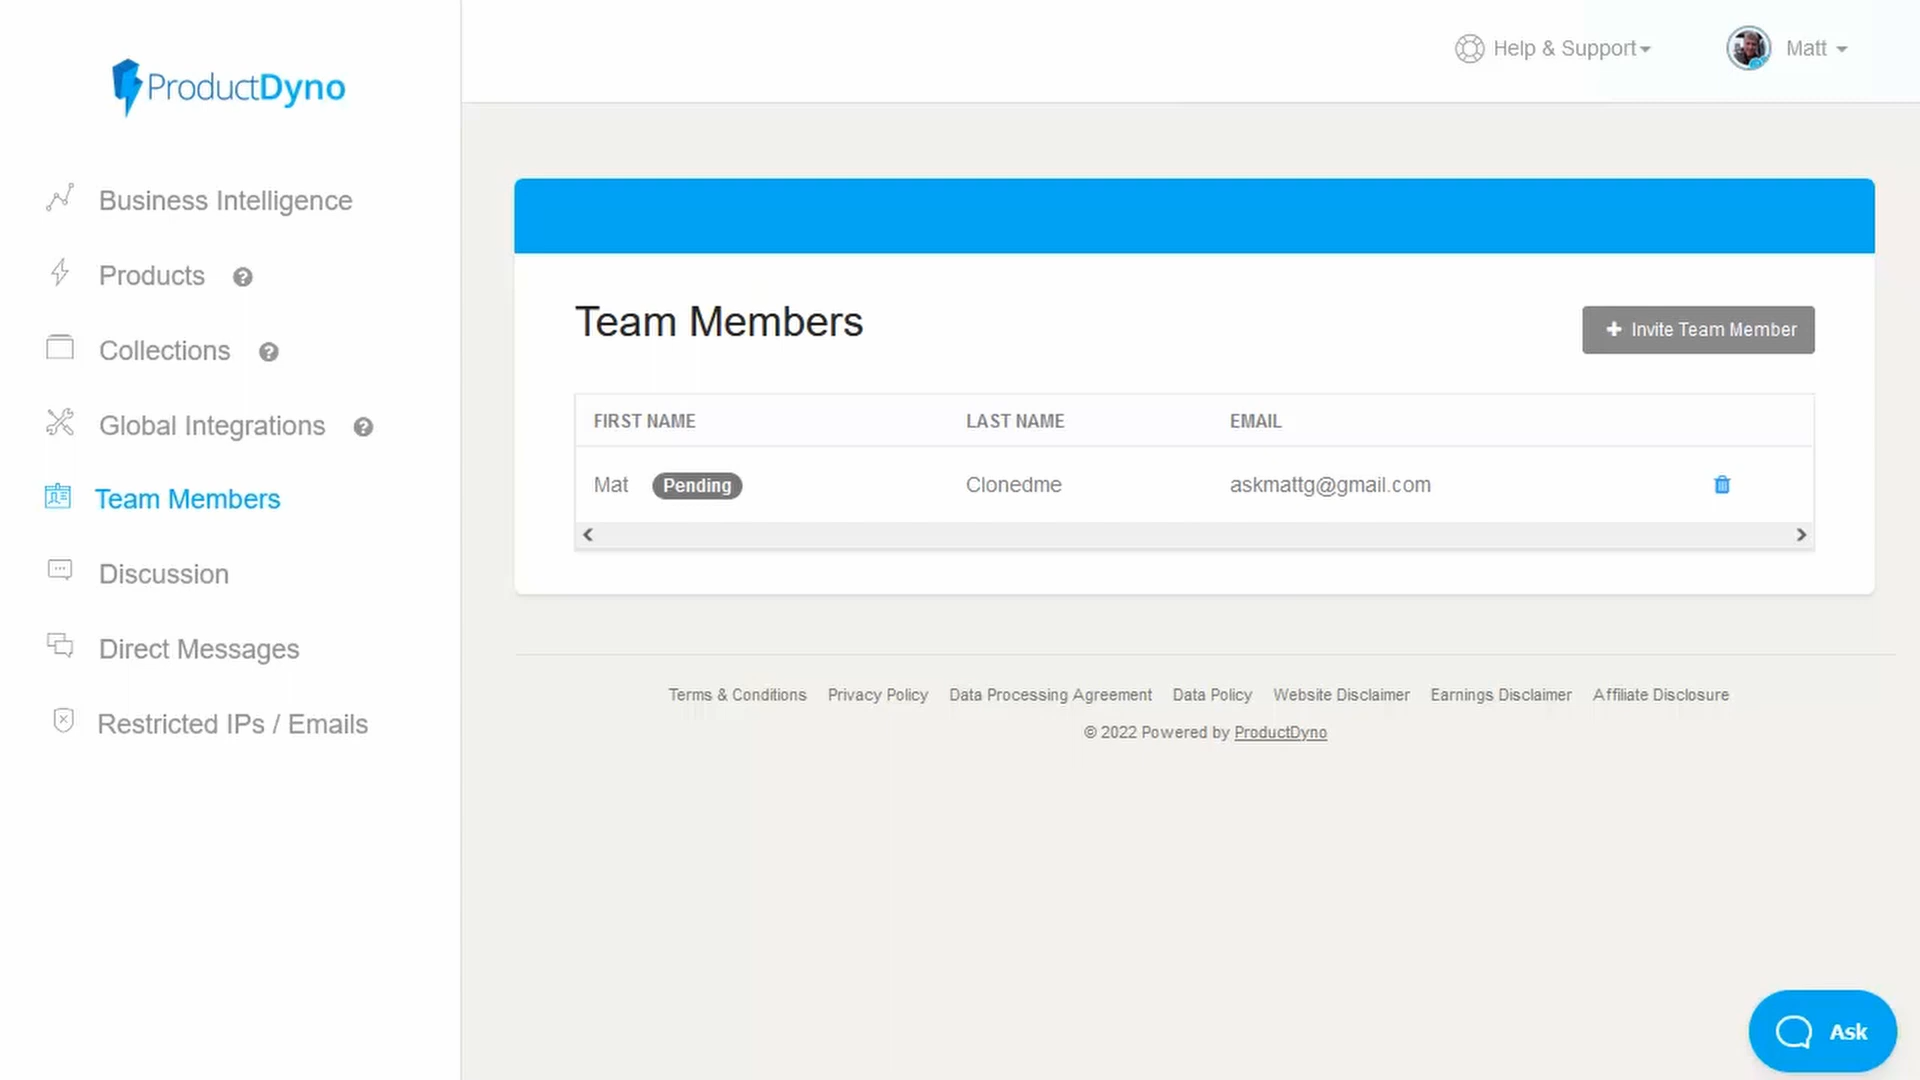 ProductDyno
Help & Support
Matt
Business Intelligence
Products ?
Collections ?
Global Integrations ?
Team Members
Discussion
Direct Messages
Restricted IPs / Emails
Team Members
+ Invite Team Member
FIRST NAME LAST NAME EMAIL
Mat Pending Clonedme askmattg@gmail.com
Terms & Conditions Privacy Policy Data Processing Agreement Data Policy Website Disclaimer Earnings Disclaimer Affiliate Disclosure
© 2022 Powered by ProductDyno
Ask